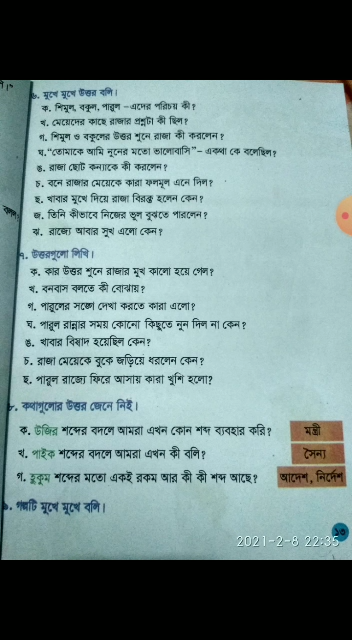 ৬. মুখে মুখে উত্তর বলি।
ক. শিমুল, বকুল, পারুল –এদের পরিচয় কী?
খ. মেয়েদের কাছে রাজার প্রশ্নটা কী ছিল?
গ. শিমুল ও বকুলের উত্তর শুনে রাজা কী করলেন?
ঘ. “তোমাকে আমি নুনের মতো ভালোবাসি” – একথা কে বলেছিল?
ঙ. রাজা ছোট কন্যাকে কী করলেন?
চ. বনে রাজার মেয়েকে কারা ফলমূল এনে দিল?
ছ. খাবার মুখে দিয়ে রাজা বিরক্ত হলেন কেন?
জ. তিনি কীভাবে নিজের ভুল বুঝতে পারলেন?
ঝ. রাজ্যে আবার সুখ এলো কেন?
৭. উত্তরগুলো লিখি।
ক. কার উত্তর শুনে রাজার মুখ কালো হয়ে গেল?
খ. বনবাস বলতে কী বোঝায়?
গ. পারুলের সঙ্গে দেখা করতে কারা এলো?
ঘ. পারুল রান্নার সময় কোনো কিছুতে নুন দিল না কেন?
ঙ. খাবার বিষাদ হয়েছিল কেন?
চ. রাজা মেয়েকে বুকে জড়িয়ে ধরলেন কেন?
ছ. পারুল রাজ্যে ফিরে আসায় কারা খুশি হলো?
৮. কথাগুলোর উত্তর জেনে নিই।
ক. উজির শব্দের বদলে আমরা এখন কোন শব্দ ব্যবহার করি? মন্ত্রী
খ. পাইক শব্দের বদলে আমরা এখন কী বলি? সৈন্য
গ. হুকুম শব্দের মতো একই রকম আর কী কী শব্দ আছে? আদেশ, নির্দেশ
৯. গল্পটি মুখে মুখে বলি।
2021-2-8 22:35